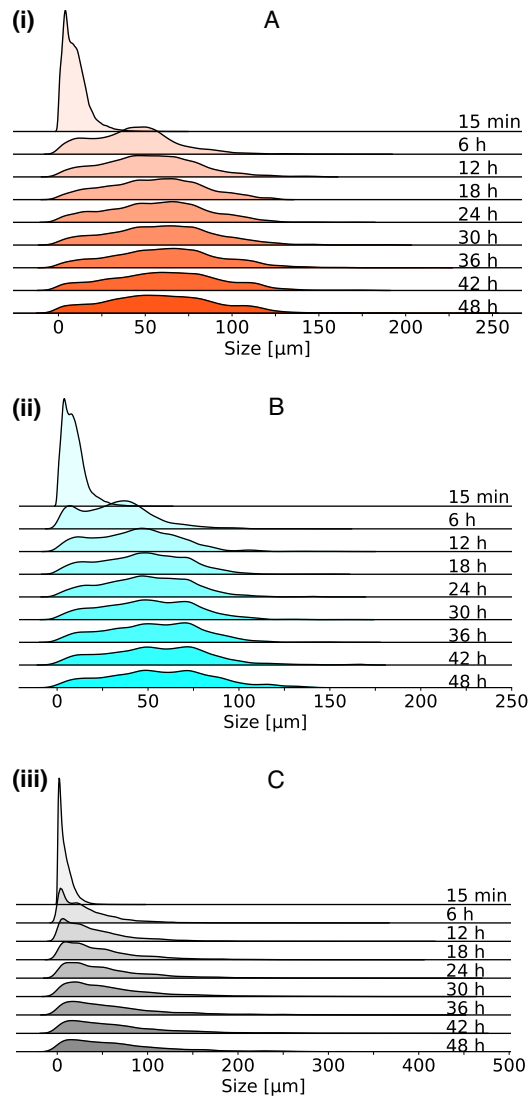 (i) A
15 min
6 h
12 h
18 h
24 h
30 h
36 h
42 h
48 h
0 50 100 150 200 250
Size [μm]
(ii) B
15 min
6 h
12 h
18 h
24 h
30 h
36 h
42 h
48 h
0 50 100 150 200 250
Size [μm]
(iii) C
15 min
6 h
12 h
18 h
24 h
30 h
36 h
42 h
48 h
0 100 200 300 400 500
Size [μm]